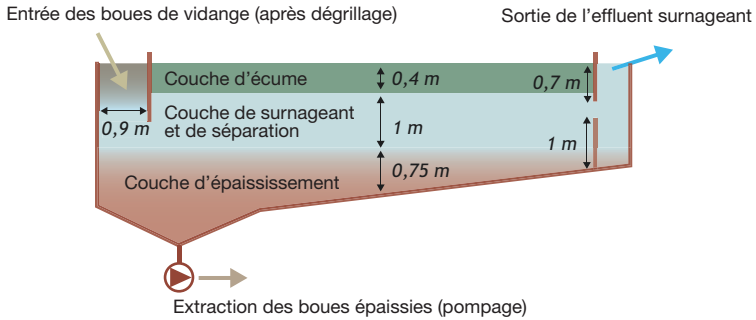 Entrée des boues de vidange (après dégrillage)
Sortie de l’effluent surnageant
Couche d’écume
0,4 m
0,7 m
0,9 m
Couche de surnageant
et de séparation
1 m
1 m
Couche d’épaississement
0,75 m
Extraction des boues épaissies (pompage)